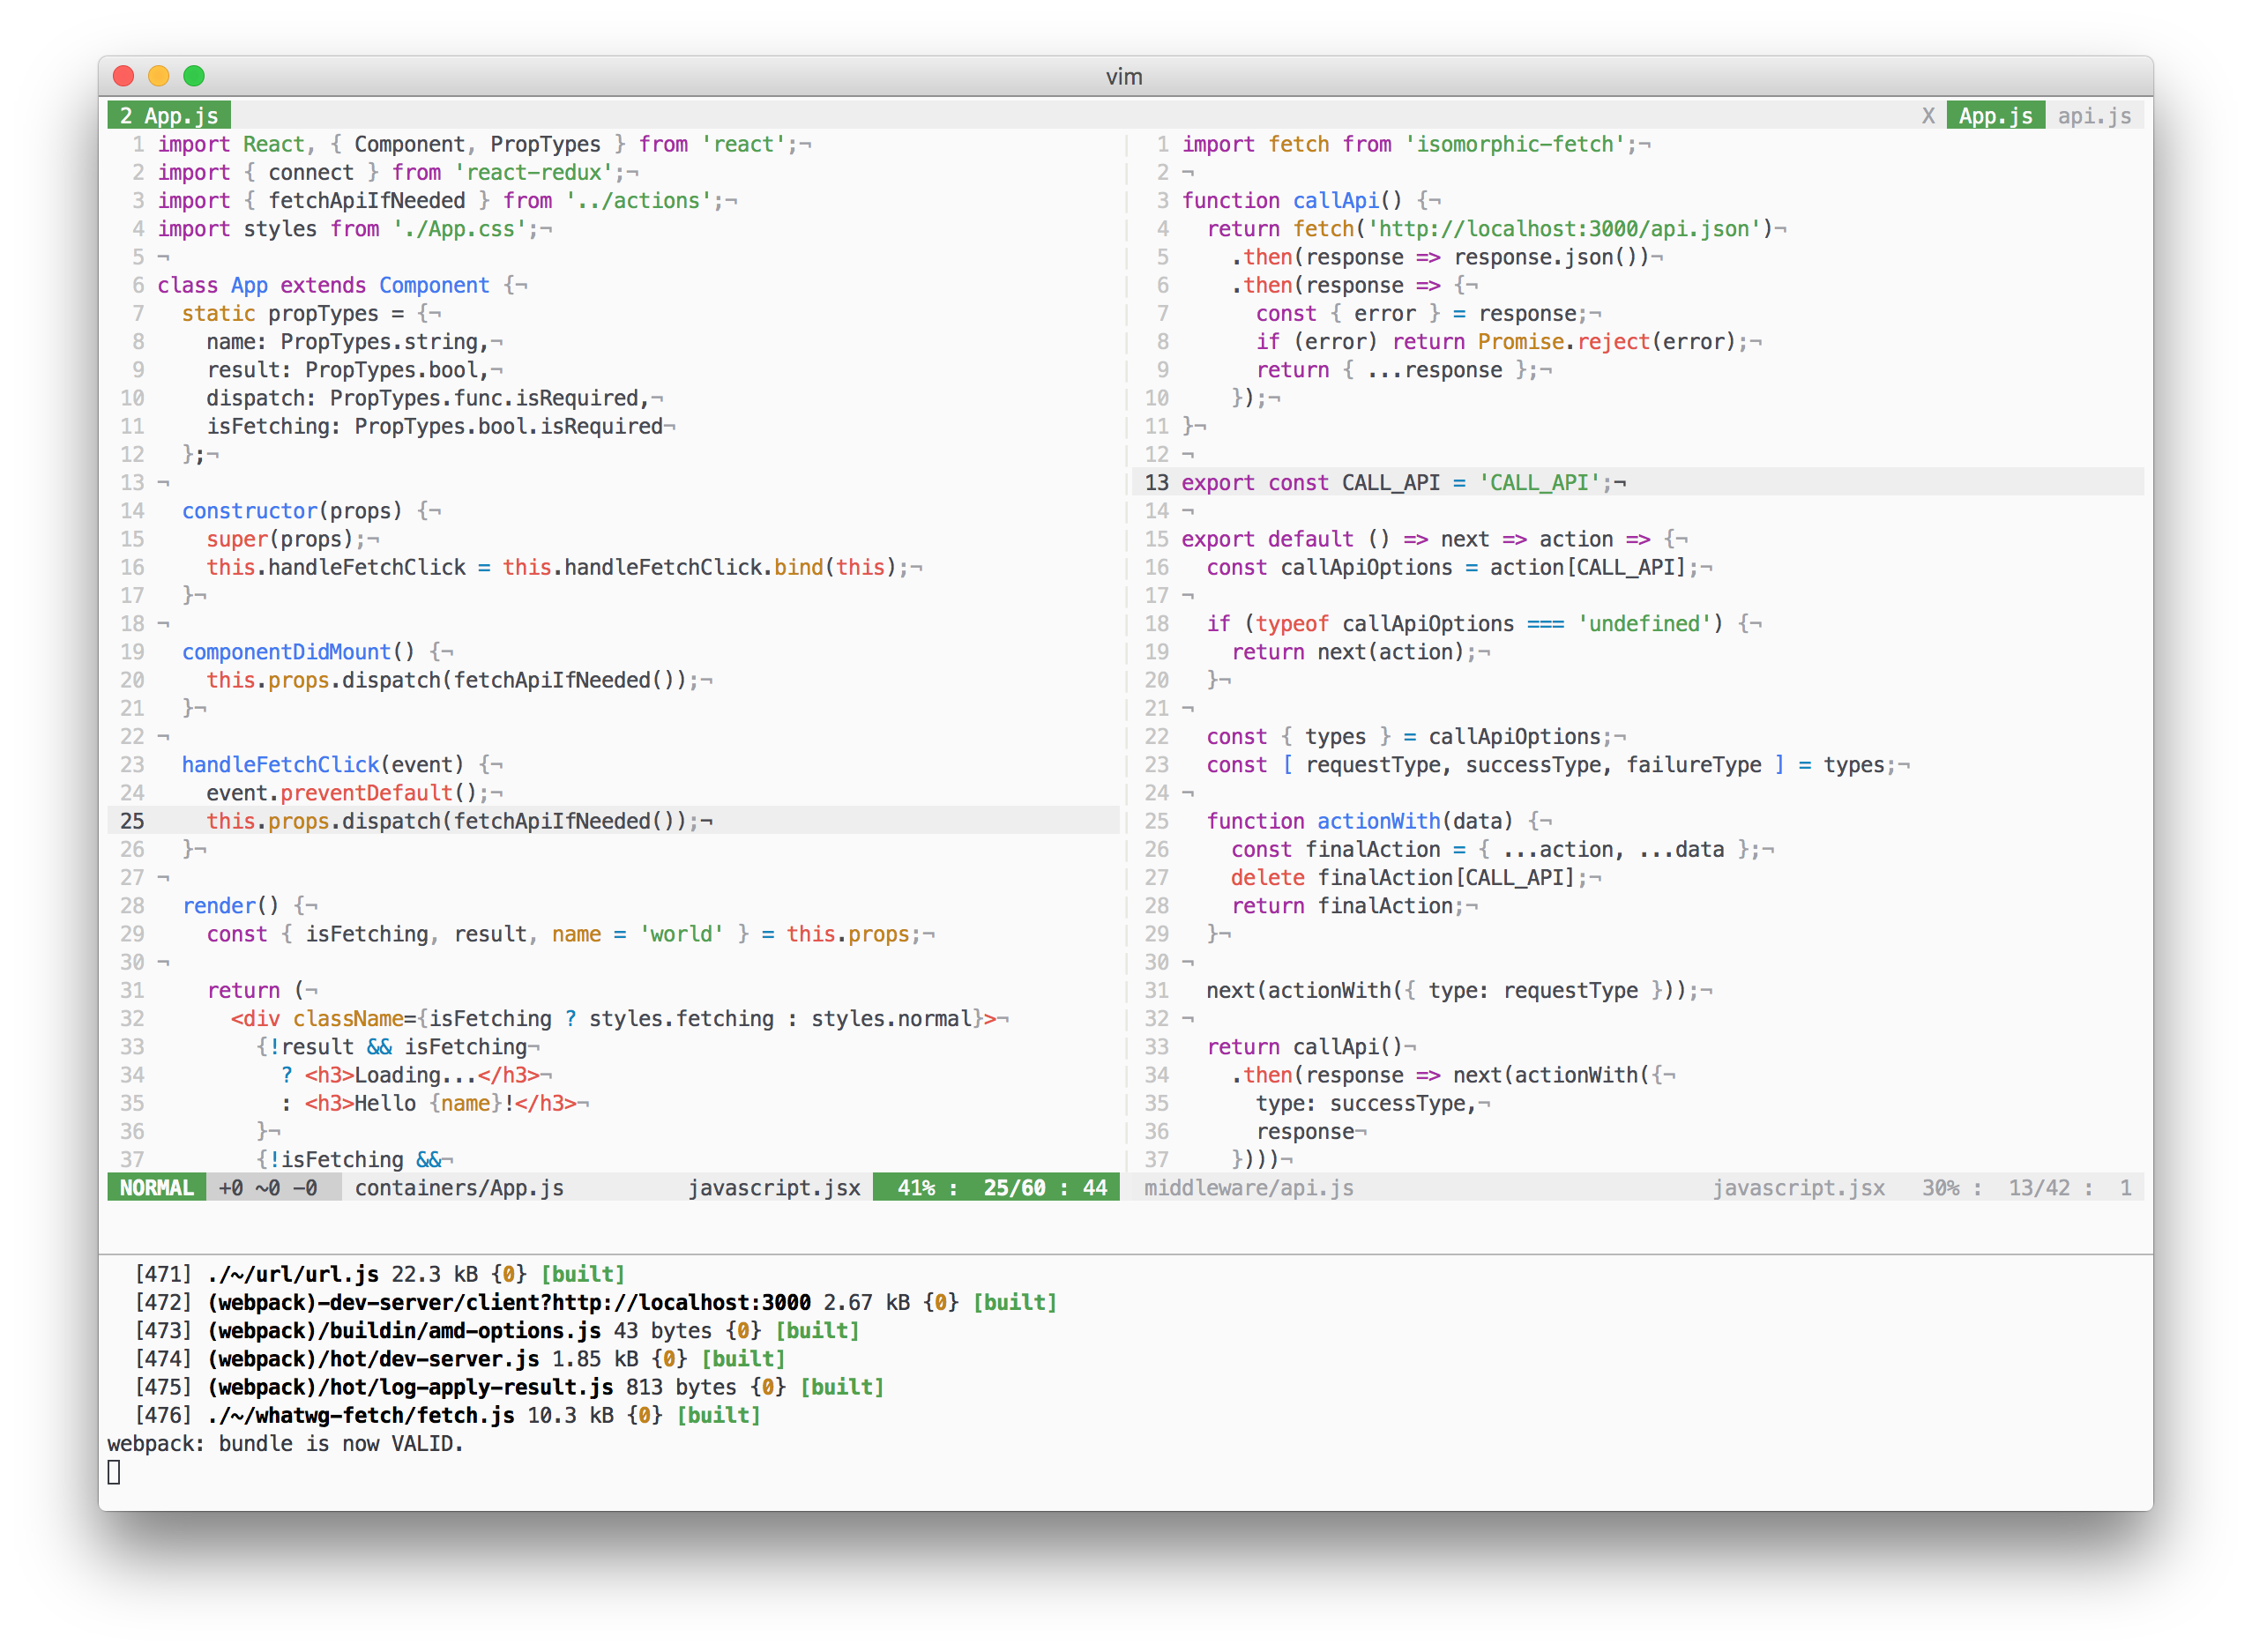 vim
2 App.js
X App.js api.js
1 import React, { Component, PropTypes } from 'react';¬
2 import { connect } from 'react-redux';¬
3 import { fetchApiIfNeeded } from '../actions';¬
4 import styles from './App.css';¬
5 ¬
6 class App extends Component {¬
7   static propTypes = {¬
8     name: PropTypes.string,¬
9     result: PropTypes.bool,¬
10     dispatch: PropTypes.func.isRequired,¬
11     isFetching: PropTypes.bool.isRequired¬
12   };¬
13 ¬
14   constructor(props) {¬
15     super(props);¬
16     this.handleFetchClick = this.handleFetchClick.bind(this);¬
17   }¬
18 ¬
19   componentDidMount() {¬
20     this.props.dispatch(fetchApiIfNeeded());¬
21   }¬
22 ¬
23   handleFetchClick(event) {¬
24     event.preventDefault();¬
25     this.props.dispatch(fetchApiIfNeeded());¬
26   }¬
27 ¬
28   render() {¬
29     const { isFetching, result, name = 'world' } = this.props;¬
30 ¬
31     return (¬
32       <div className={isFetching ? styles.fetching : styles.normal}>¬
33         {!result && isFetching¬
34           ? <h3>Loading...</h3>¬
35           : <h3>Hello {name}!</h3>¬
36         }¬
37         {!isFetching &&¬
NORMAL +0 ~0 -0 containers/App.js javascript.jsx 41% : 25/60 : 44
1 import fetch from 'isomorphic-fetch';¬
2 ¬
3 function callApi() {¬
4   return fetch('http://localhost:3000/api.json')¬
5     .then(response => response.json())¬
6     .then(response => {¬
7       const { error } = response;¬
8       if (error) return Promise.reject(error);¬
9       return { ...response };¬
10     });¬
11 }¬
12 ¬
13 export const CALL_API = 'CALL_API';¬
14 ¬
15 export default () => next => action => {¬
16   const callApiOptions = action[CALL_API];¬
17 ¬
18   if (typeof callApiOptions === 'undefined') {¬
19     return next(action);¬
20   }¬
21 ¬
22   const { types } = callApiOptions;¬
23   const [ requestType, successType, failureType ] = types;¬
24 ¬
25   function actionWith(data) {¬
26     const finalAction = { ...action, ...data };¬
27     delete finalAction[CALL_API];¬
28     return finalAction;¬
29   }¬
30 ¬
31   next(actionWith({ type: requestType }));¬
32 ¬
33   return callApi()¬
34     .then(response => next(actionWith({¬
35       type: successType,¬
36       response¬
37     })))¬
middleware/api.js javascript.jsx 30% : 13/42 : 1
[471] ./~/url/url.js 22.3 kB {0} [built]
[472] (webpack)-dev-server/client?http://localhost:3000 2.67 kB {0} [built]
[473] (webpack)/buildin/amd-options.js 43 bytes {0} [built]
[474] (webpack)/hot/dev-server.js 1.85 kB {0} [built]
[475] (webpack)/hot/log-apply-result.js 813 bytes {0} [built]
[476] ./~/whatwg-fetch/fetch.js 10.3 kB {0} [built]
webpack: bundle is now VALID.